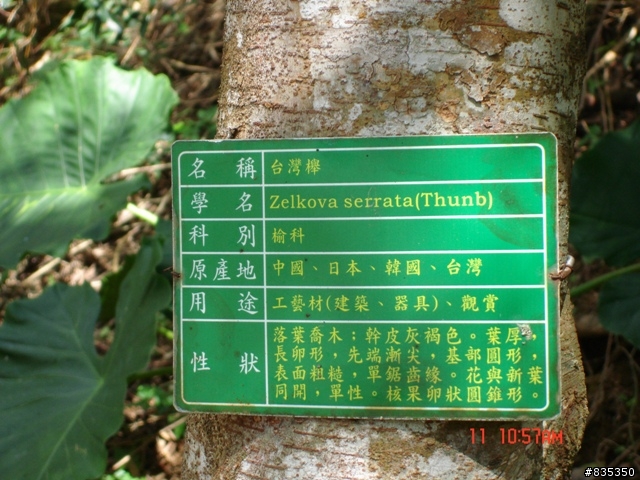 名稱 台灣櫸
學名 Zelkova serrata(Thunb)
科別 榆科
原產地 中國、日本、韓國、台灣
用途 工藝材(建築、器具)、觀賞
性狀 落葉喬木；幹皮灰褐色。葉厚，
長卵形，先端漸尖，基部圓形，
表面粗糙，單鋸齒緣。花與新葉
同開，單性。核果卵狀圓錐形。
11 10:57AM
#835350